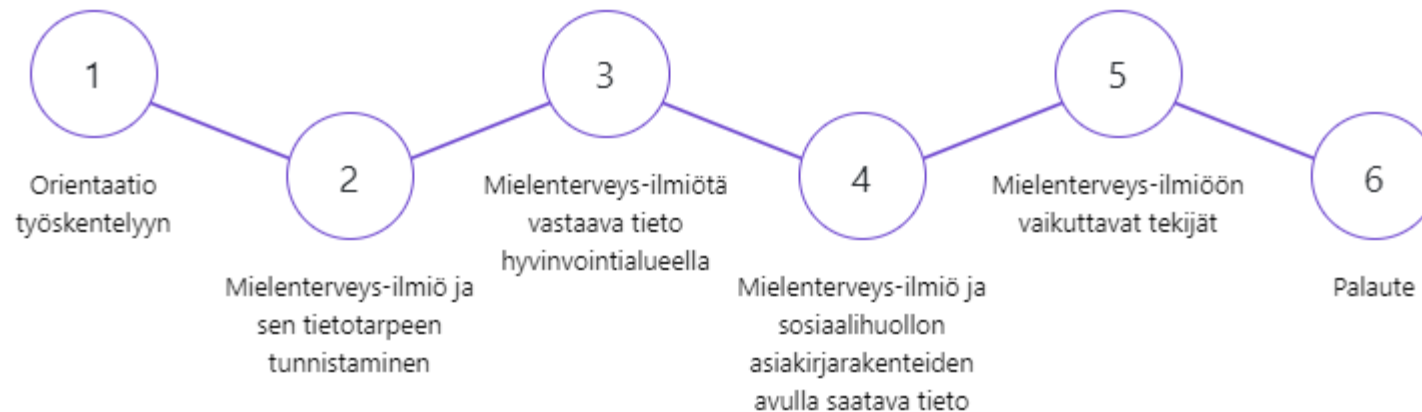 1
Orientaatio
työskentelyyn
2
Mielenterveys-ilmiö ja
sen tietotarpeen
tunnistaminen
3
Mielenterveys-ilmiötä
vastaava tieto
hyvinvointialueella
4
Mielenterveys-ilmiö ja
sosiaalihuollon
asiakirjarakenteiden
avulla saatava tieto
5
Mielenterveys-ilmiöön
vaikuttavat tekijät
6
Palaute